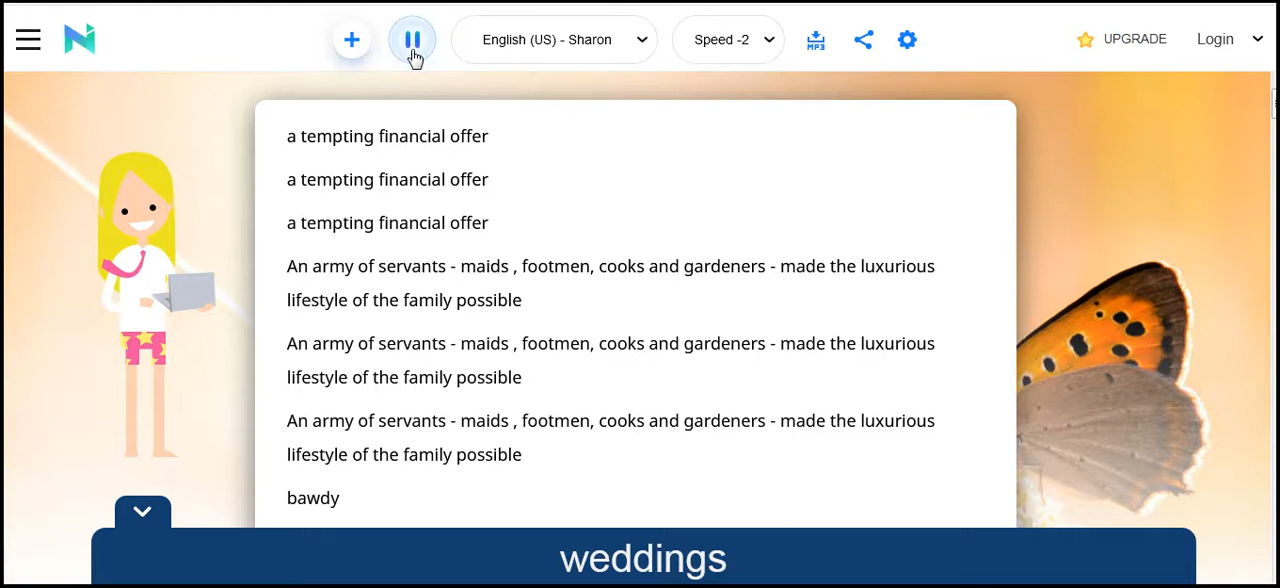 English (US) - Sharon
Speed -2
MP3
UPGRADE
Login
a tempting financial offer
a tempting financial offer
a tempting financial offer
An army of servants - maids , footmen, cooks and gardeners - made the luxurious
lifestyle of the family possible
An army of servants - maids , footmen, cooks and gardeners - made the luxurious
lifestyle of the family possible
An army of servants - maids , footmen, cooks and gardeners - made the luxurious
lifestyle of the family possible
bawdy
weddings